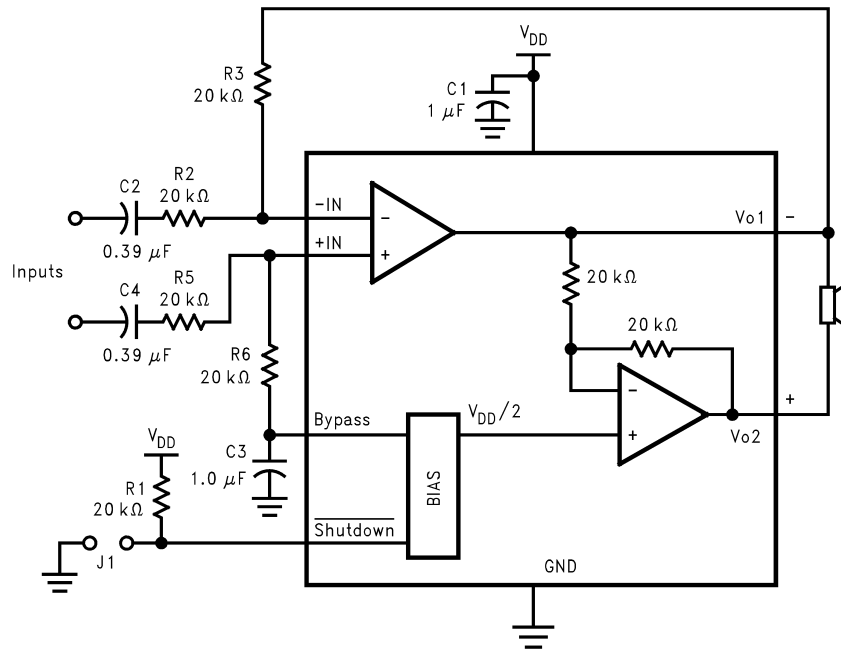 V_DD
R3
20 kΩ
C1
1 μF
C2
R2
20 kΩ
-IN
-
Vo1 -
0.39 μF
+IN
+
Inputs
20 kΩ
C4
R5
20 kΩ
20 kΩ
0.39 μF
R6
20 kΩ
-
+
Bypass
V_DD/2
Vo2
V_DD
C3
1.0 μF
+
R1
20 kΩ
BIAS
Shutdown
J1
GND